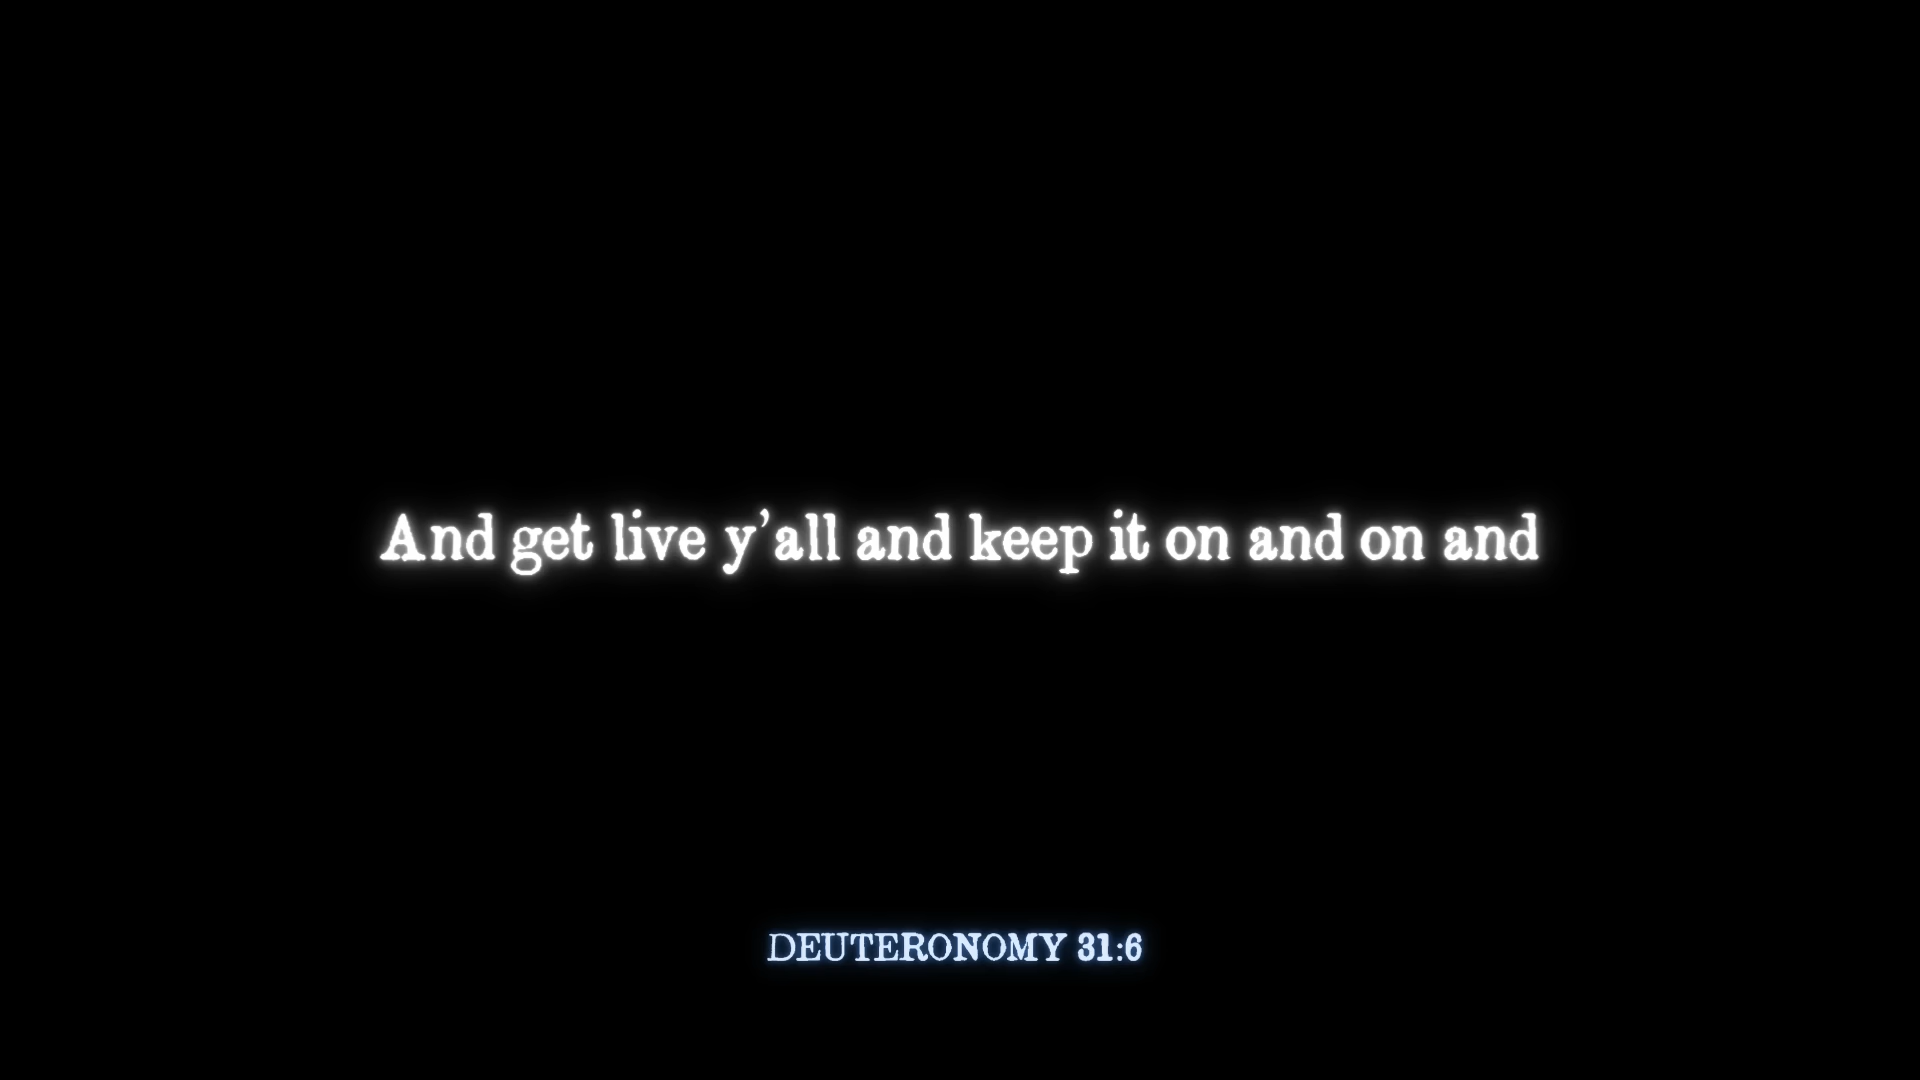 And get live y’all and keep it on and on and
DEUTERONOMY 31:6